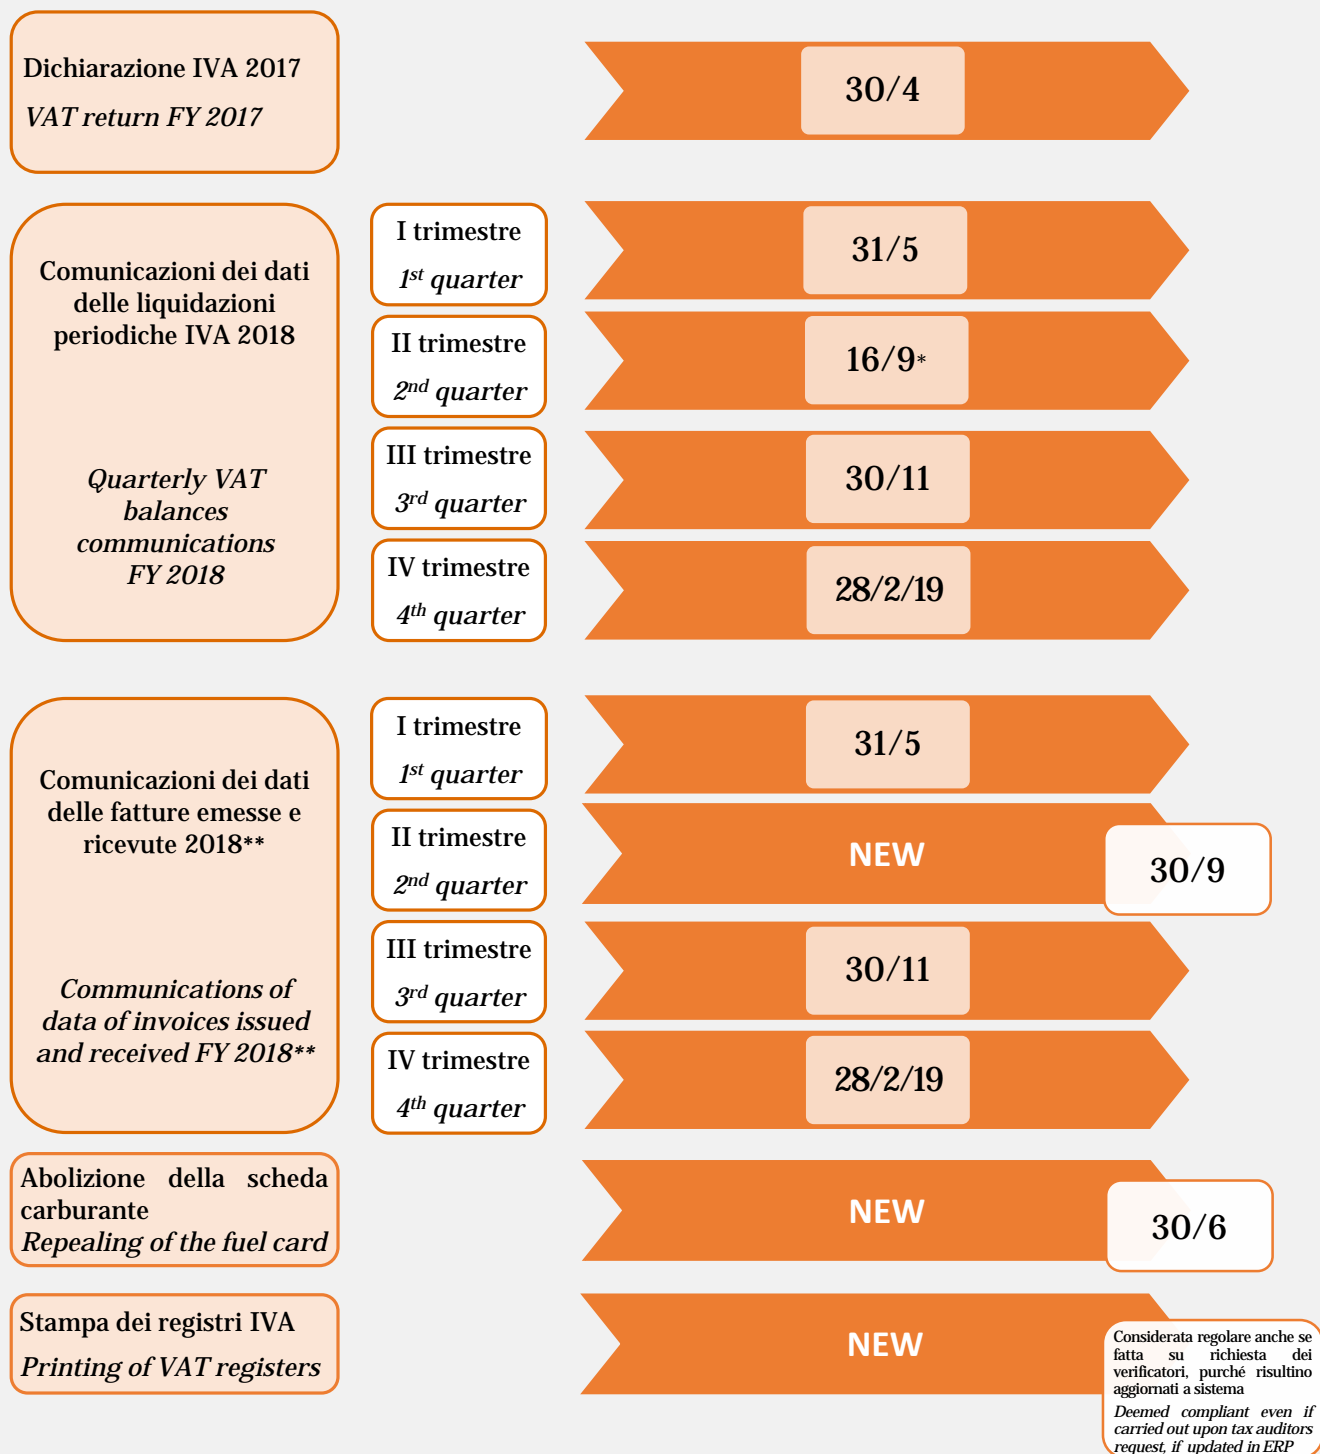 Dichiarazione IVA 2017
VAT return FY 2017
30/4
Comunicazioni dei dati
delle liquidazioni
periodiche IVA 2018
Quarterly VAT
balances
communications
FY 2018
I trimestre
1st quarter
31/5
II trimestre
2nd quarter
16/9*
III trimestre
3rd quarter
30/11
IV trimestre
4th quarter
28/2/19
Comunicazioni dei dati
delle fatture emesse e
ricevute 2018**
Communications of
data of invoices issued
and received FY 2018**
I trimestre
1st quarter
31/5
II trimestre
2nd quarter
NEW
30/9
III trimestre
3rd quarter
30/11
IV trimestre
4th quarter
28/2/19
Abolizione della scheda
carburante
Repealing of the fuel card
NEW
30/6
Stampa dei registri IVA
Printing of VAT registers
NEW
Considerata regolare anche se
fatta su richiesta dei
verificatori, purché risultino
aggiornati a sistema
Deemed compliant even if
carried out upon tax auditors
request, if updated in ERP